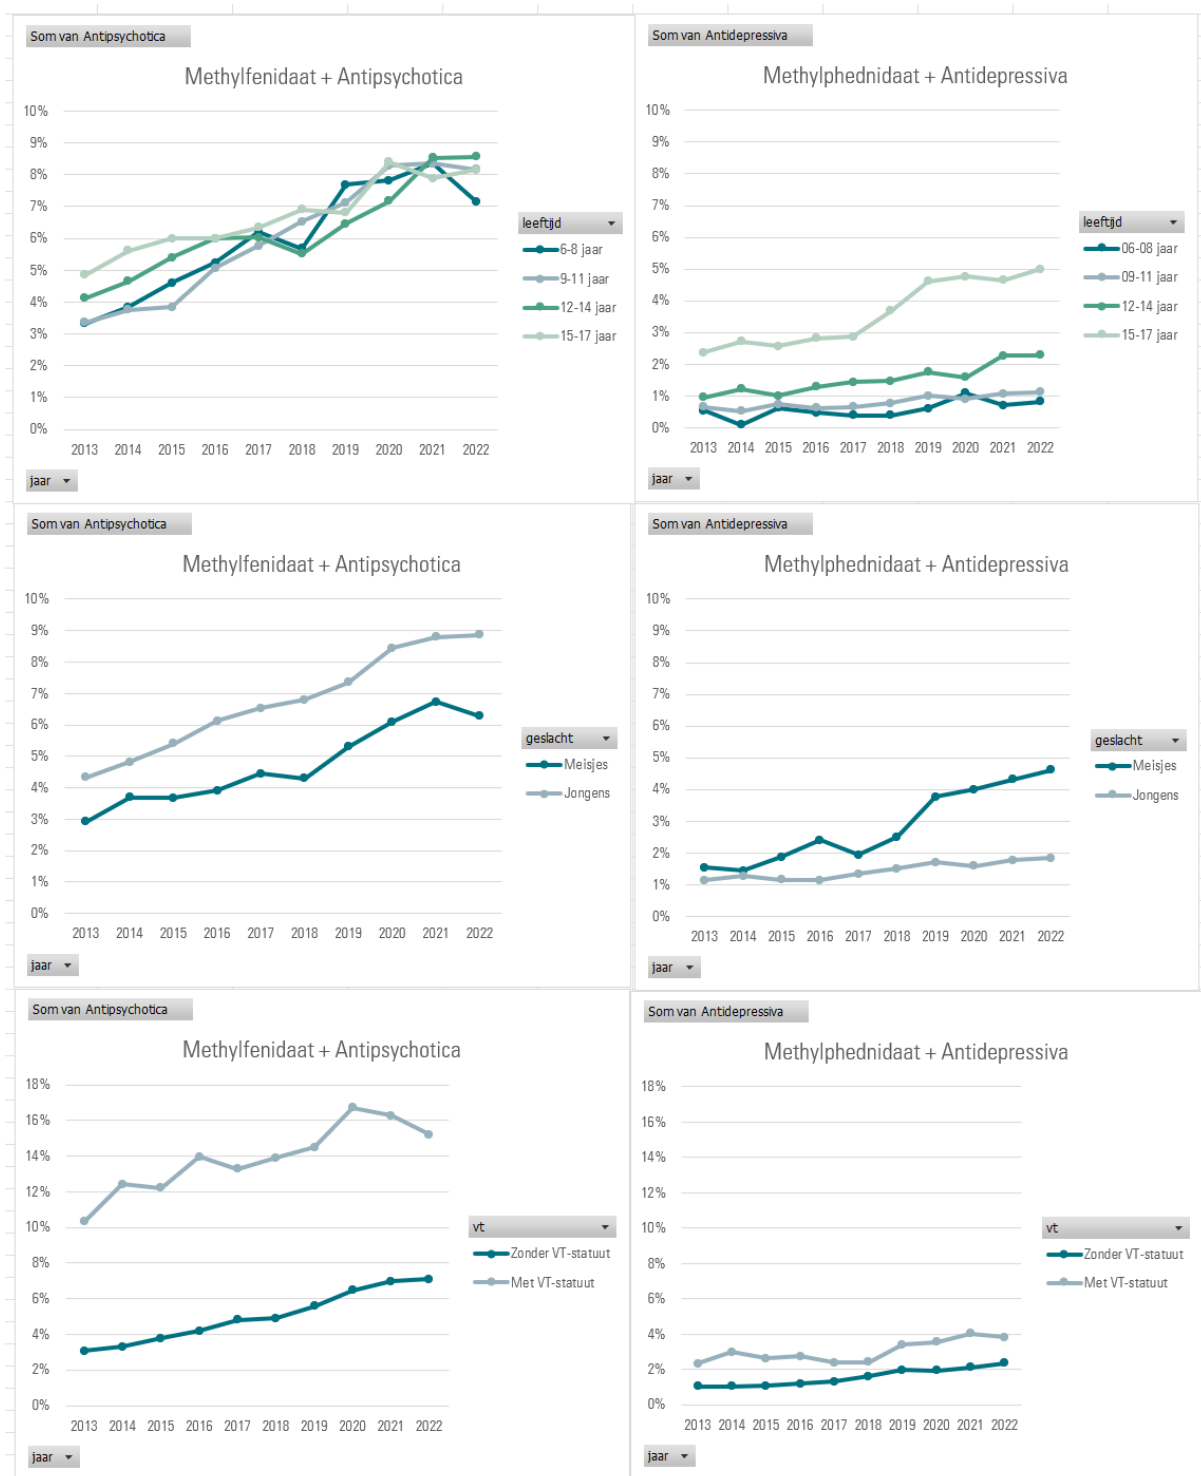 Som van Antipsychotica
Methylfenidaat + Antipsychotica
10%
9%
8%
7%
6%
5%
4%
3%
2%
1%
0%
2013 2014 2015 2016 2017 2018 2019 2020 2021 2022
leeftijd
6-8 jaar
9-11 jaar
12-14 jaar
15-17 jaar
jaar
Som van Antidepressiva
Methylphednidaat + Antidepressiva
10%
9%
8%
7%
6%
5%
4%
3%
2%
1%
0%
2013 2014 2015 2016 2017 2018 2019 2020 2021 2022
leeftijd
06-08 jaar
09-11 jaar
12-14 jaar
15-17 jaar
jaar
Som van Antipsychotica
Methylfenidaat + Antipsychotica
10%
9%
8%
7%
6%
5%
4%
3%
2%
1%
0%
2013 2014 2015 2016 2017 2018 2019 2020 2021 2022
geslacht
Meisjes
Jongens
jaar
Som van Antidepressiva
Methylphednidaat + Antidepressiva
10%
9%
8%
7%
6%
5%
4%
3%
2%
1%
0%
2013 2014 2015 2016 2017 2018 2019 2020 2021 2022
geslacht
Meisjes
Jongens
jaar
Som van Antipsychotica
Methylfenidaat + Antipsychotica
18%
16%
14%
12%
10%
8%
6%
4%
2%
0%
2013 2014 2015 2016 2017 2018 2019 2020 2021 2022
vt
Zonder VT-statuut
Met VT-statuut
jaar
Som van Antidepressiva
Methylphednidaat + Antidepressiva
18%
16%
14%
12%
10%
8%
6%
4%
2%
0%
2013 2014 2015 2016 2017 2018 2019 2020 2021 2022
vt
Zonder VT-statuut
Met VT-statuut
jaar